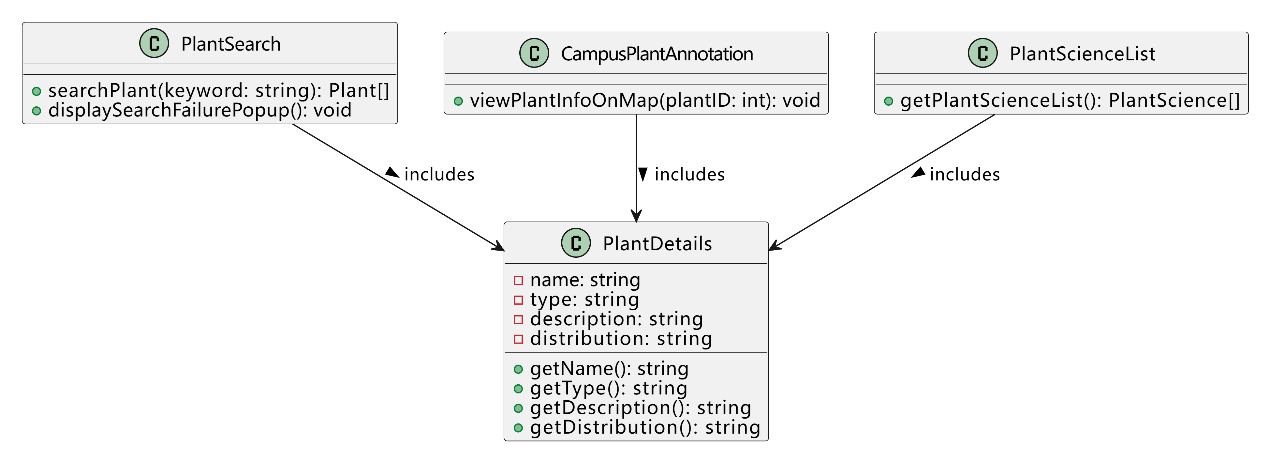 C PlantSearch
searchPlant(keyword: string): Plant[]
displaySearchFailurePopup(): void
C CampusPlantAnnotation
viewPlantInfoOnMap(plantID: int): void
C PlantScienceList
getPlantScienceList(): PlantScience[]
includes
includes
includes
C PlantDetails
name: string
type: string
description: string
distribution: string
getName(): string
getType(): string
getDescription(): string
getDistribution(): string